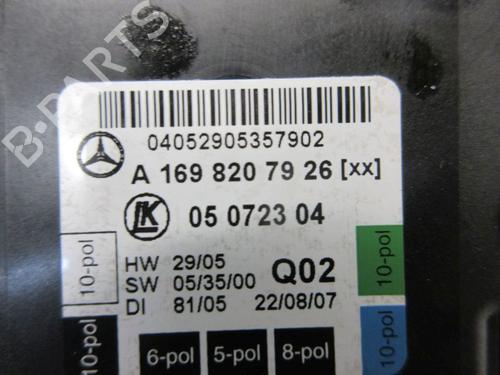 B-PARTS
04052905357902
A 169 820 79 26 [xx]
LK
05 0723 04
10-pol
10-pol
HW 29/05
SW 05/35/00
DI 81/05
Q02
22/08/07
10-pol
10-pol
6-pol
5-pol
8-pol